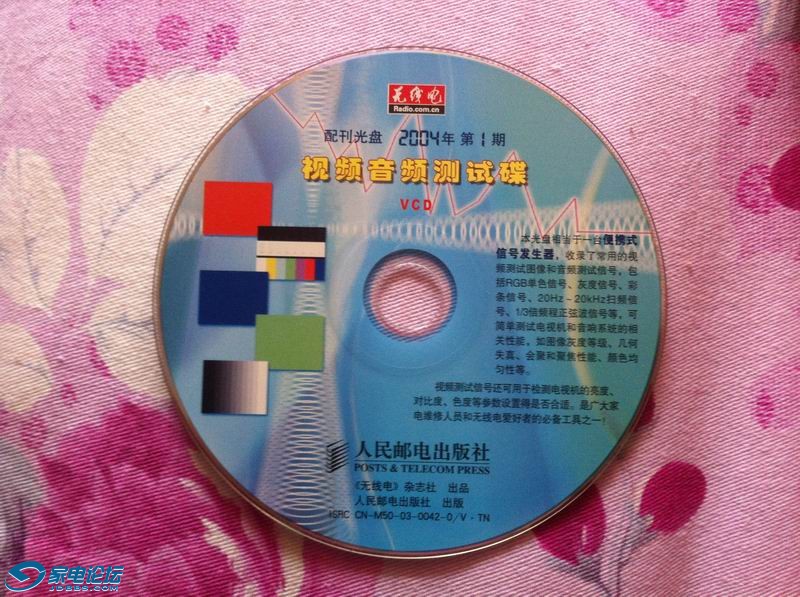 无线电
Radio.com.cn
配刊光盘 2004年 第1期
视频音频测试碟
VCD
本光盘相当于一台便携式
信号发生器，收录了常用的视
频测试图像和音频测试信号，包
括RGB单色信号、灰度信号、彩
条信号、20Hz～20kHz扫频信
号、1/3倍频程正弦波信号等，可
简单测试电视机和音响系统的相
关性能，如图像灰度等级、几何
失真、会聚和聚焦性能、颜色均
匀性等。
视频测试信号还可用于检测电视机的亮度、
对比度、色度等参数设置得是否合适。是广大家
电维修人员和无线电爱好者的必备工具之一！
人民邮电出版社
POSTS & TELECOM PRESS
《无线电》杂志社 出品
人民邮电出版社 出版
ISRC CN-M50-03-0042-0/V·TN
家电论坛
JDBBS.COM